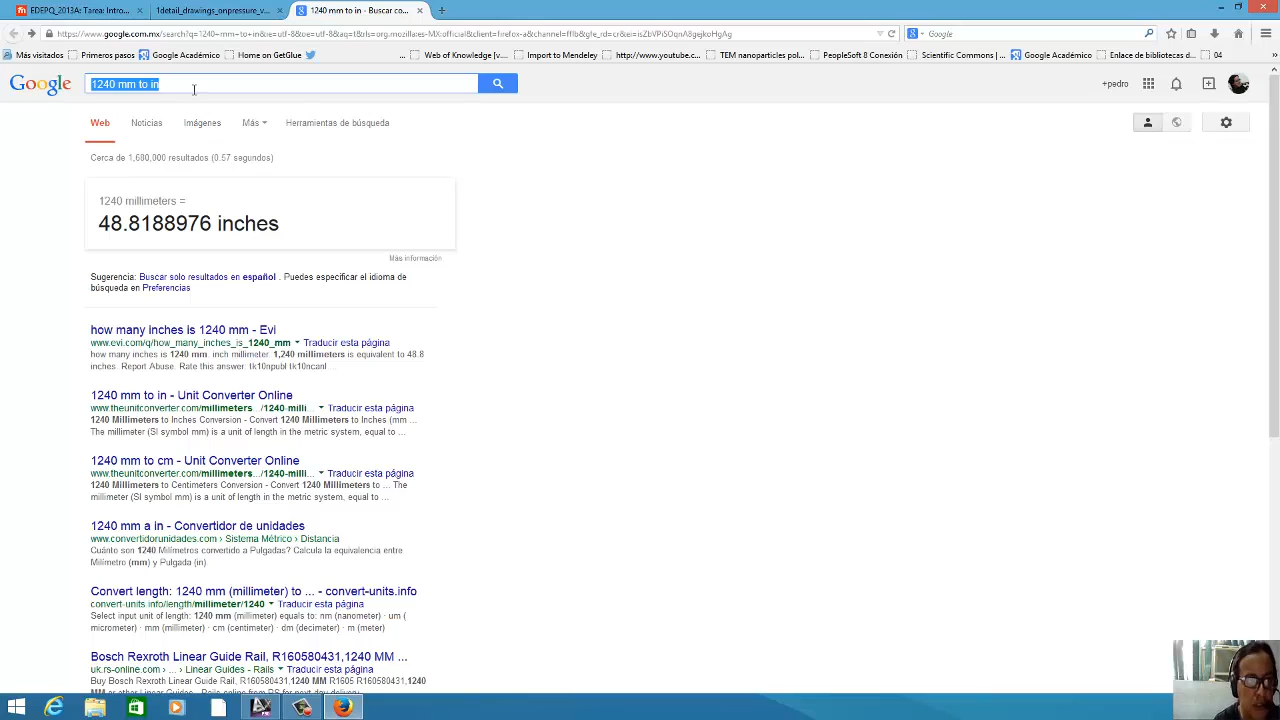 EDEPQ_2013A: Tarea: Intro... × 1detail_drawings_onpressure_v... × 1240 mm to in - Buscar co... × +
https://www.google.com.mx/search?q=1240+mm+to+in&ie=utf-8&oe=utf-8&aq=t&rls=org.mozilla:es-MX:official&client=firefox-a&channel=fflb&gfe_rd=cr&ei=isZbVPi5OqnA8gejkoHgAg
Google
Más visitados Primeros pasos Google Académico Home on GetGlue ... Web of Knowledge [v.... Import to Mendeley http://www.youtube.c... TEM nanoparticles pol... PeopleSoft 8 Conexión Scientific Commons |... Google Académico Enlace de bibliotecas d... 04
Google 1240 mm to in +pedro
Web Noticias Imágenes Más Herramientas de búsqueda
Cerca de 1,680,000 resultados (0.57 segundos)
1240 millimeters =
48.8188976 inches
Más información
Sugerencia: Buscar solo resultados en español . Puedes especificar el idioma de
búsqueda en Preferencias
how many inches is 1240 mm - Evi
www.evi.com/q/how_many_inches_is_1240_mm Traducir esta página
how many inches is 1240 mm. inch millimeter. 1,240 millimeters is equivalent to 48.8
inches. Report Abuse. Rate this answer: tk10npubl tk10ncanl ...
1240 mm to in - Unit Converter Online
www.theunitconverter.com/millimeters.../1240-milli... Traducir esta página
1240 Millimeters to Inches Conversion - Convert 1240 Millimeters to Inches (mm ...
The millimeter (SI symbol mm) is a unit of length in the metric system, equal to ...
1240 mm to cm - Unit Converter Online
www.theunitconverter.com/millimeters.../1240-milli... Traducir esta página
1240 Millimeters to Centimeters Conversion - Convert 1240 Millimeters to ... The
millimeter (SI symbol mm) is a unit of length in the metric system, equal to ...
1240 mm a in - Convertidor de unidades
www.convertidorunidades.com › Sistema Métrico › Distancia
Cuánto son 1240 Milímetros convertido a Pulgadas? Calcula la equivalencia entre
Milímetro (mm) y Pulgada (in).
Convert length: 1240 mm (millimeter) to ... - convert-units.info
convert-units.info/length/millimeter/1240 Traducir esta página
Select input unit of length: 1240 mm (millimeter) equals to: nm (nanometer) · um (
micrometer) · mm (millimeter) · cm (centimeter) · dm (decimeter) · m (meter)
Bosch Rexroth Linear Guide Rail, R160580431,1240 MM ...
uk.rs-online.com › ... › Linear Guides - Rails Traducir esta página
Buy Bosch Rexroth Linear Guide Rail, R160580431,1240 MM R1605 R160580431,1240
MM or other Linear Guides - Rails online from RS for next day delivery